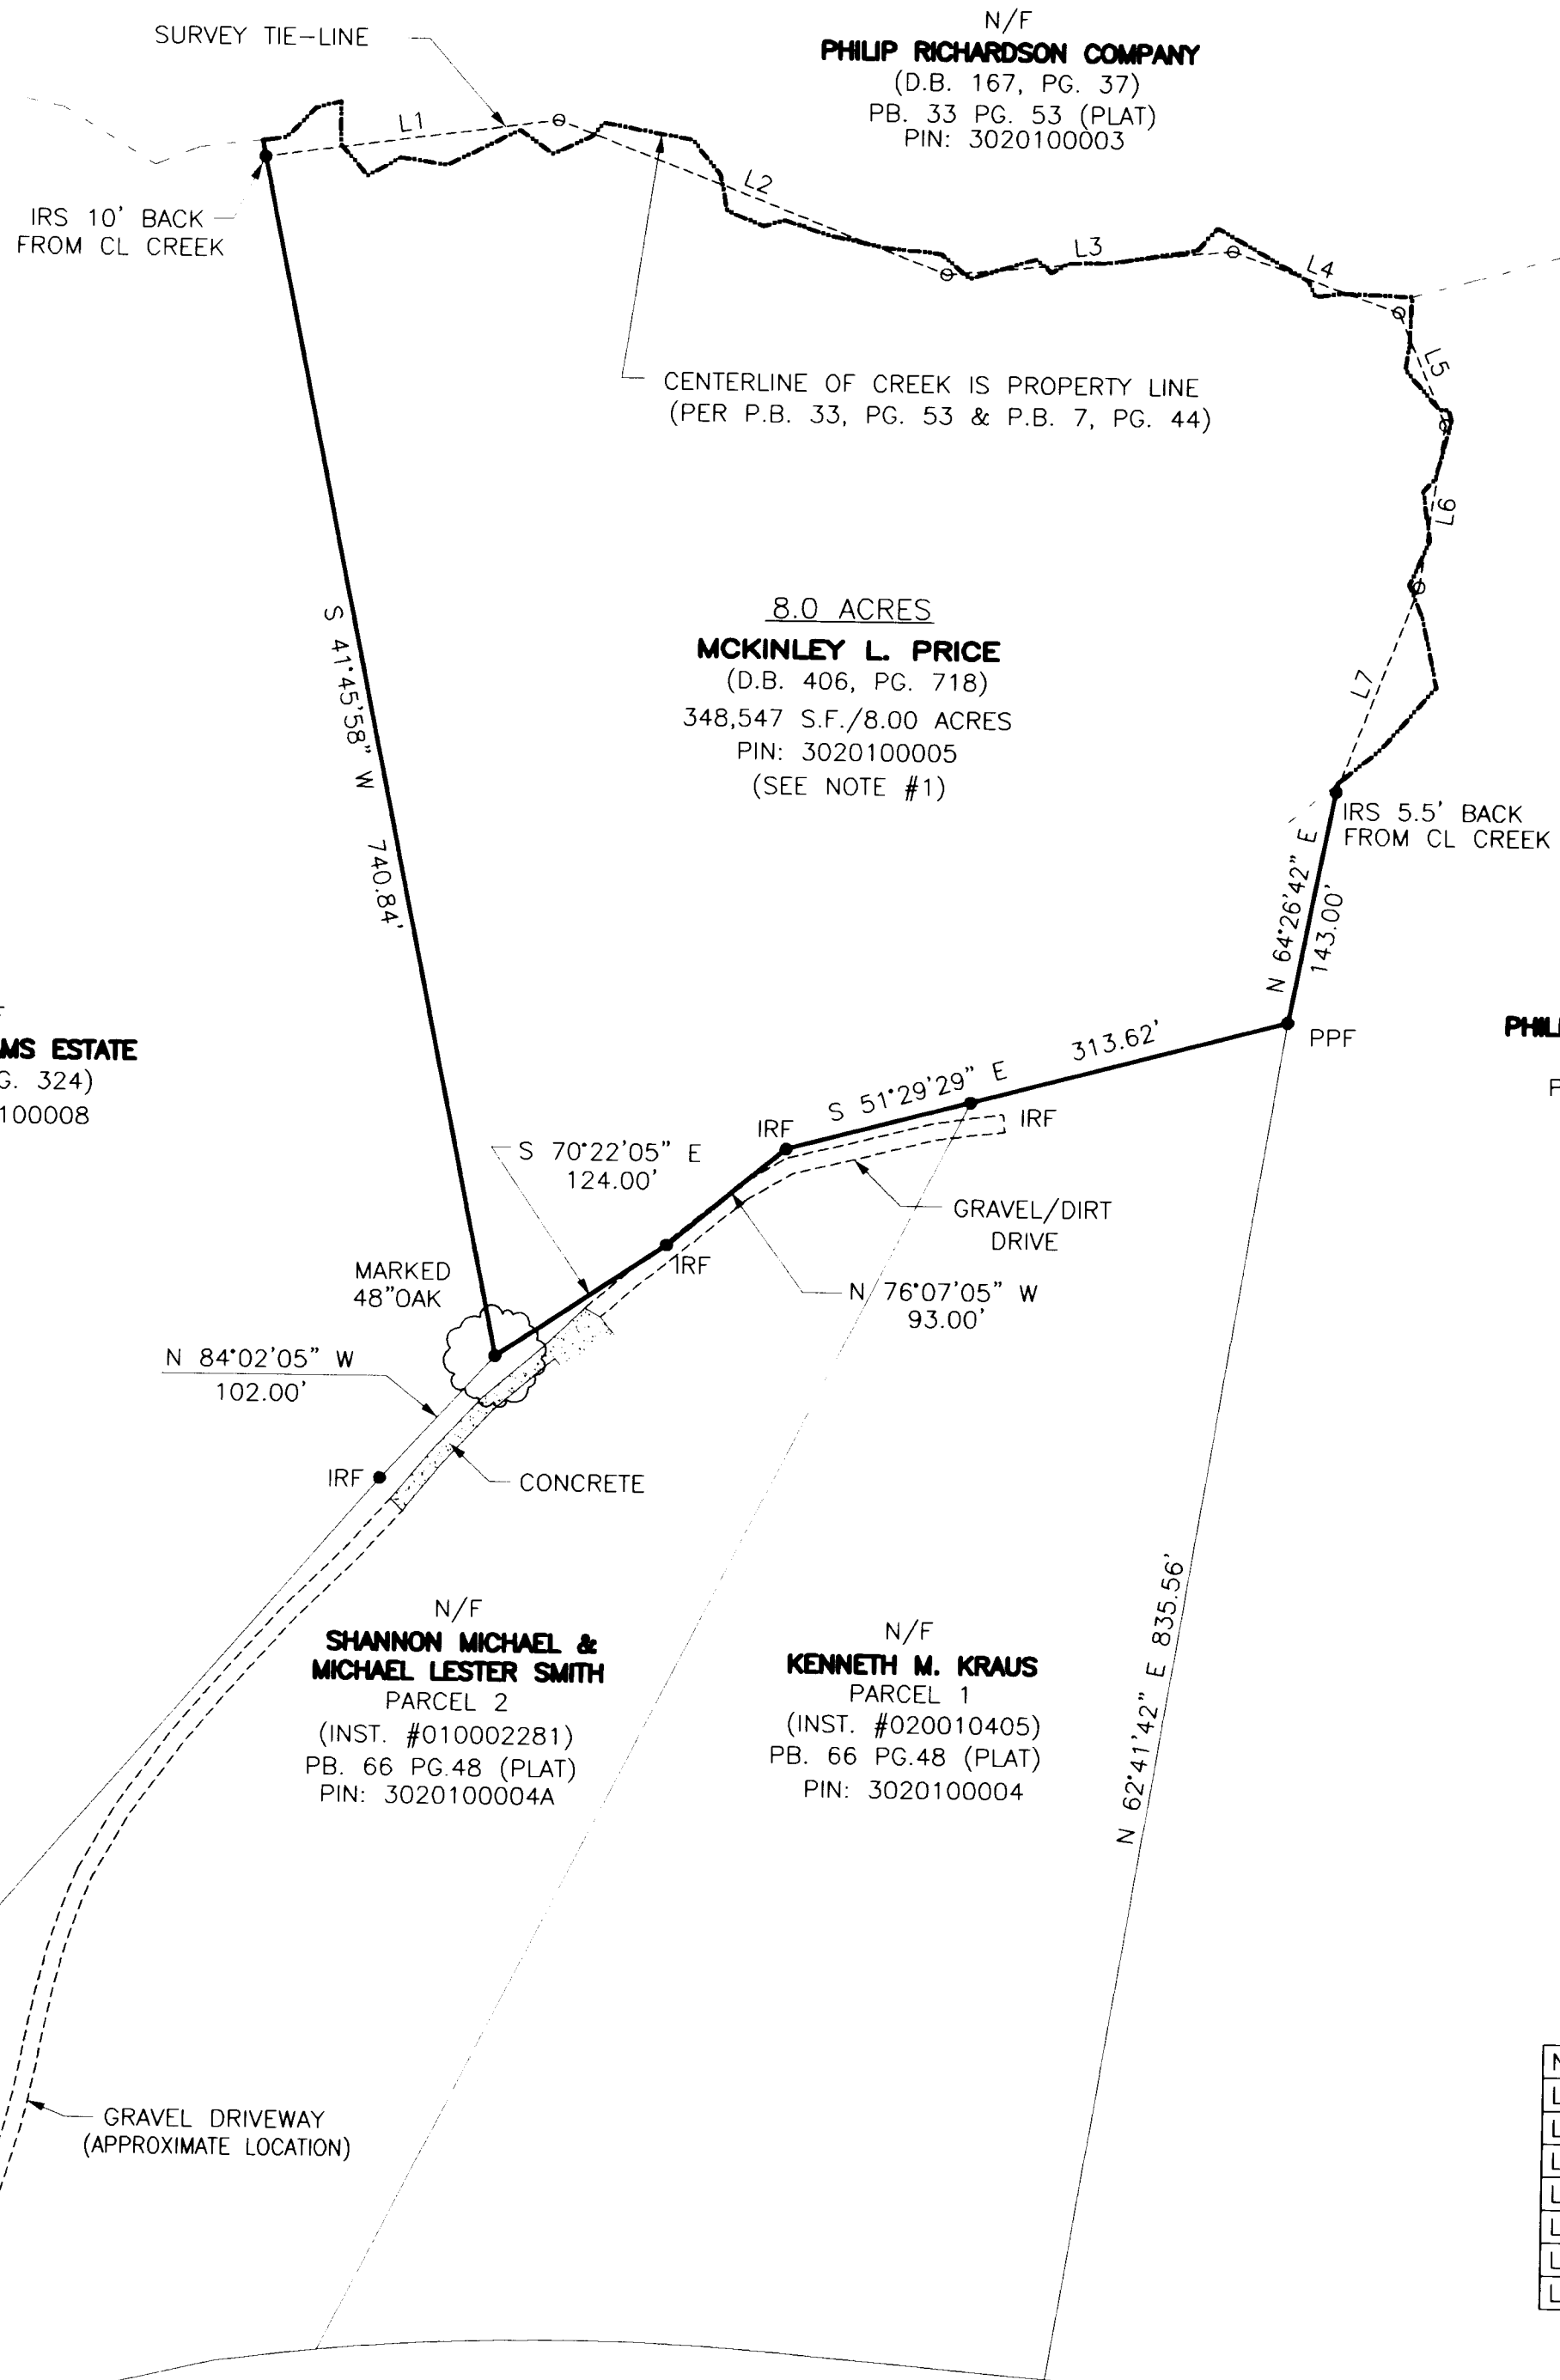 SURVEY TIE-LINE
N/F
PHILIP RICHARDSON COMPANY
(D.B. 167, PG. 37)
PB. 33 PG. 53 (PLAT)
PIN: 3020100003
L1
L2
L3
L4
L5
L6
L7
IRS 10' BACK
FROM CL CREEK
CENTERLINE OF CREEK IS PROPERTY LINE
(PER P.B. 33, PG. 53 & P.B. 7, PG. 44)
S 41°45'58" W 740.84'
8.0 ACRES
MCKINLEY L. PRICE
(D.B. 406, PG. 718)
348,547 S.F./8.00 ACRES
PIN: 3020100005
(SEE NOTE #1)
IRS 5.5' BACK
FROM CL CREEK
N 64°26'42" E
143.00'
MS ESTATE
G. 324)
100008
PHIL
PPF
S 51°29'29" E 313.62'
IRF
IRF
S 70°22'05" E
124.00'
GRAVEL/DIRT
DRIVE
IRF
N 76°07'05" W
93.00'
MARKED
48"OAK
N 84°02'05" W
102.00'
IRF
CONCRETE
N 62°41'42" E 835.56'
N/F
SHANNON MICHAEL &
MICHAEL LESTER SMITH
PARCEL 2
(INST. #010002281)
PB. 66 PG.48 (PLAT)
PIN: 3020100004A
N/F
KENNETH M. KRAUS
PARCEL 1
(INST. #020010405)
PB. 66 PG.48 (PLAT)
PIN: 3020100004
GRAVEL DRIVEWAY
(APPROXIMATE LOCATION)